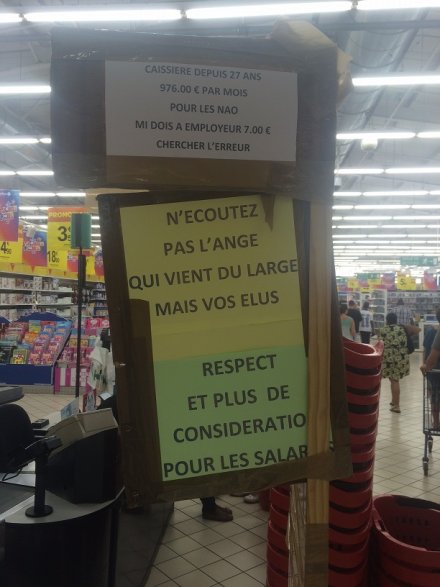 CAISSIERE DEPUIS 27 ANS
976.00 € PAR MOIS
POUR LES NAO
MI DOIS A EMPLOYEUR 7.00 €
CHERCHER L'ERREUR
N'ECOUTEZ
PAS L'ANGE
QUI VIENT DU LARGE
MAIS VOS ELUS
RESPECT
ET PLUS DE
CONSIDERATIO
POUR LES SALAR
PROMO
3